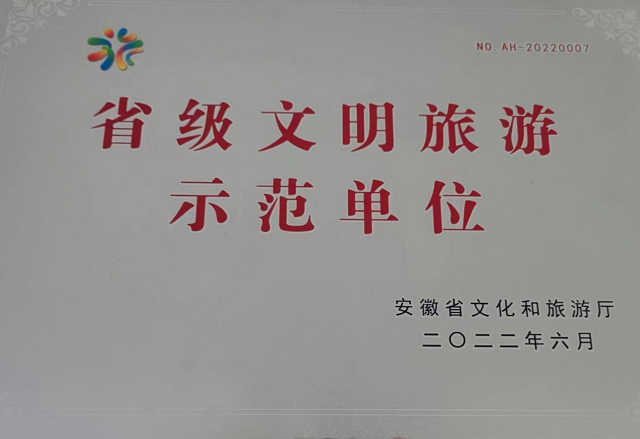 NO. AH-20220007
省级文明旅游
示范单位
安徽省文化和旅游厅
二〇二二年六月